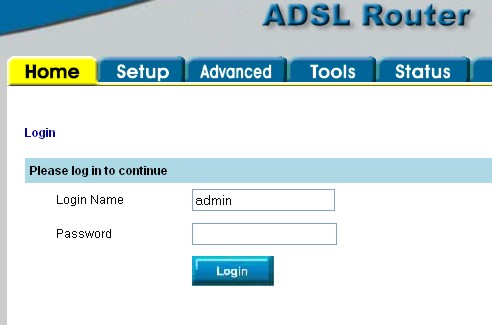 ADSL Router
Home Setup Advanced Tools Status
Login
Please log in to continue
Login Name admin
Password
Login